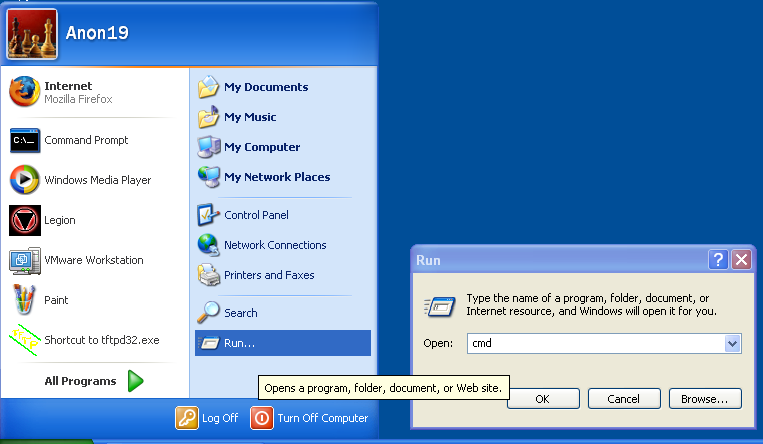 Anon19
Internet
Mozilla Firefox
Command Prompt
Windows Media Player
Legion
VMware Workstation
Paint
Shortcut to tftpd32.exe
All Programs
My Documents
My Music
My Computer
My Network Places
Control Panel
Network Connections
Printers and Faxes
Search
Run...
Opens a program, folder, document, or Web site.
Log Off
Turn Off Computer
Run
Type the name of a program, folder, document, or
Internet resource, and Windows will open it for you.
Open:
cmd
OK
Cancel
Browse...
C:\_